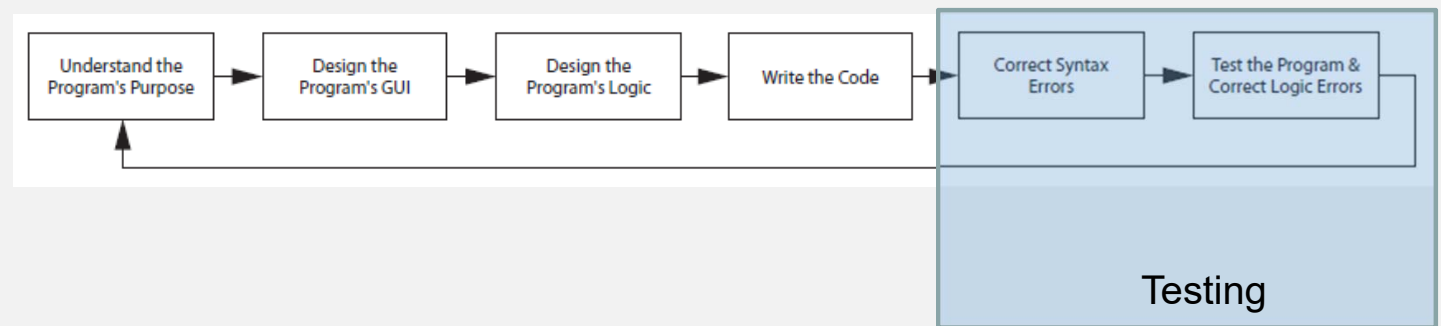 Understand the
Program's Purpose
Design the
Program's GUI
Design the
Program's Logic
Write the Code
Correct Syntax
Errors
Test the Program &
Correct Logic Errors
Testing